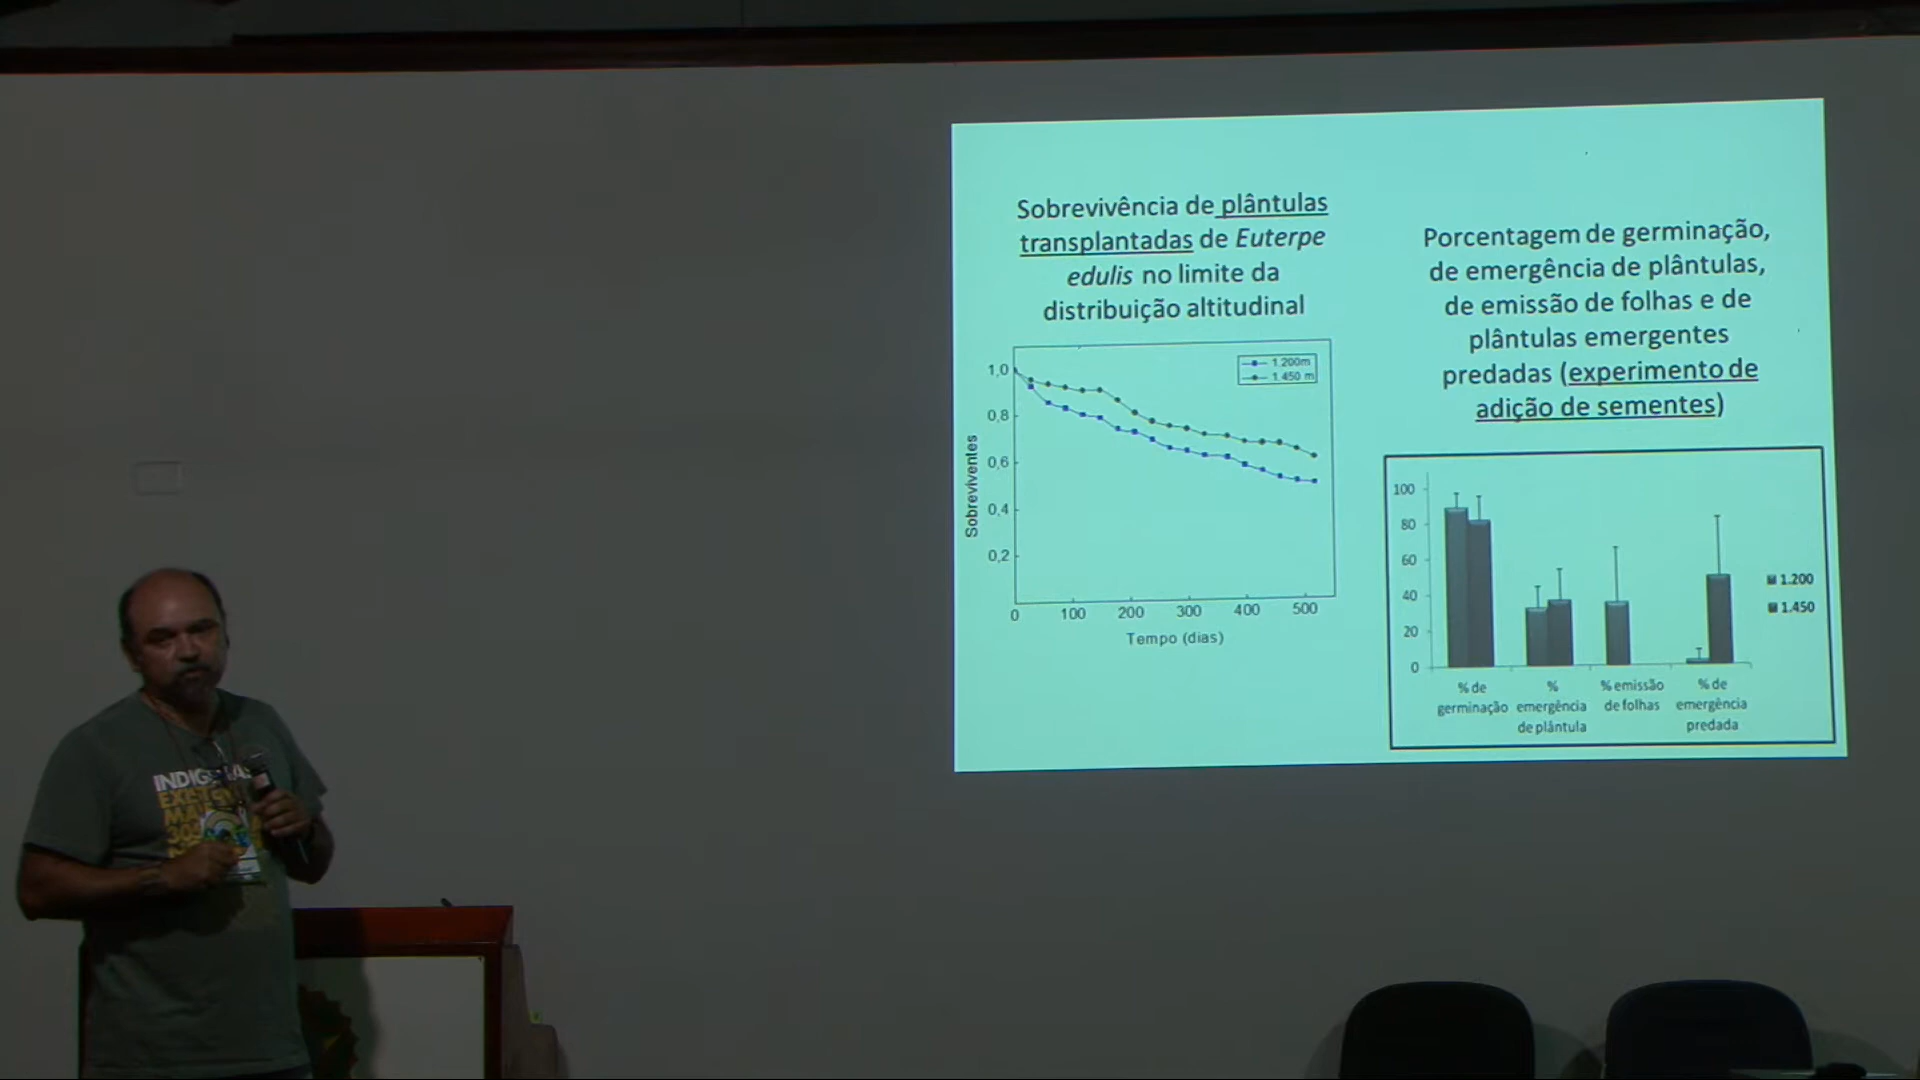 Sobrevivência de plântulas
transplantadas de Euterpe
edulis no limite da
distribuição altitudinal
1.200m
1.450 m
1,0
0,8
0,6
0,4
0,2
Sobreviventes
0 100 200 300 400 500
Tempo (dias)
Porcentagem de germinação,
de emergência de plântulas,
de emissão de folhas e de
plântulas emergentes
predadas (experimento de
adição de sementes)
100
80
60
40
20
0
1.200
1.450
% de
germinação
%
emergência
de plântula
% emissão
de folhas
% de
emergência
predada